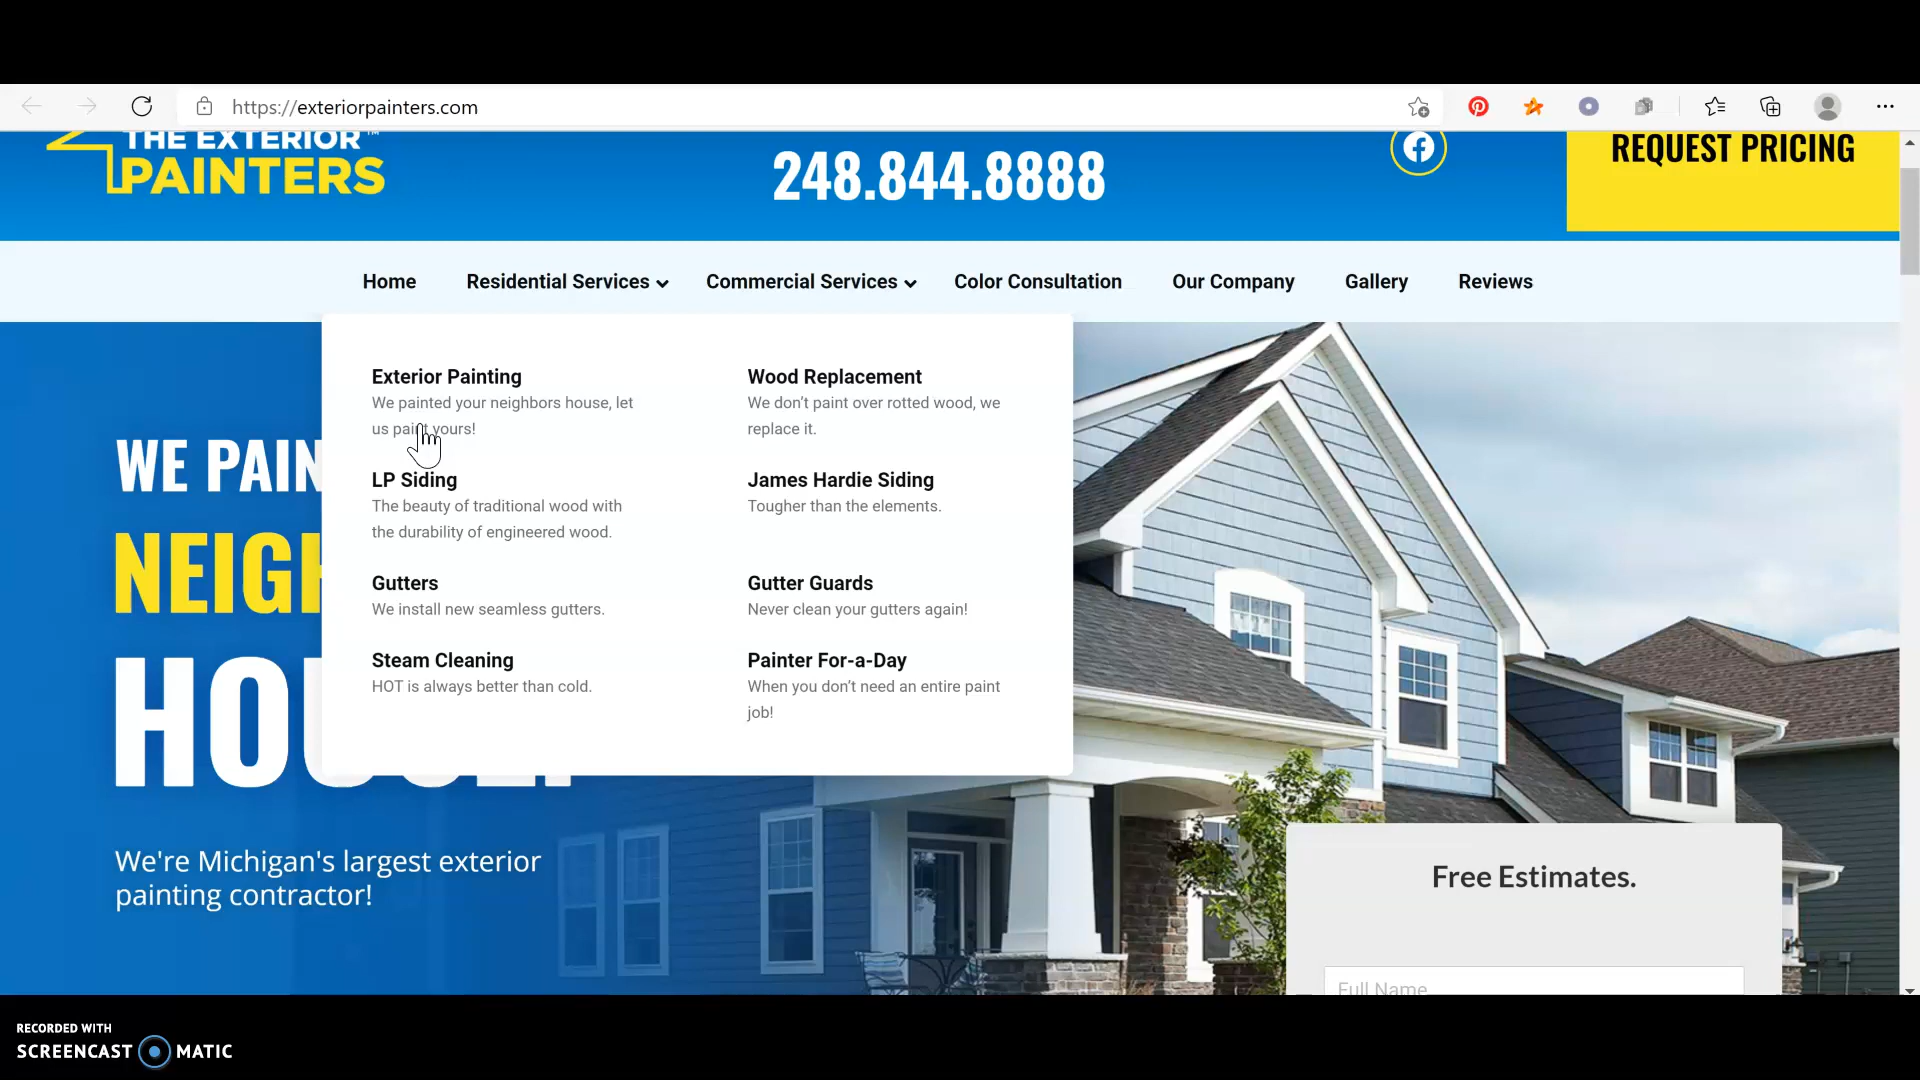 https://exteriorpainters.com
THE EXTERIOR™
PAINTERS
248.844.8888
REQUEST PRICING
Home Residential Services Commercial Services Color Consultation Our Company Gallery Reviews
Exterior Painting
We painted your neighbors house, let
us paint yours!
Wood Replacement
We don’t paint over rotted wood, we
replace it.
LP Siding
The beauty of traditional wood with
the durability of engineered wood.
James Hardie Siding
Tougher than the elements.
Gutters
We install new seamless gutters.
Gutter Guards
Never clean your gutters again!
Steam Cleaning
HOT is always better than cold.
Painter For-a-Day
When you don’t need an entire paint
job!
WE PAIN
NEIGH
HOUSE!
We're Michigan's largest exterior
painting contractor!
Free Estimates.
Full Name
RECORDED WITH
SCREENCAST MATIC